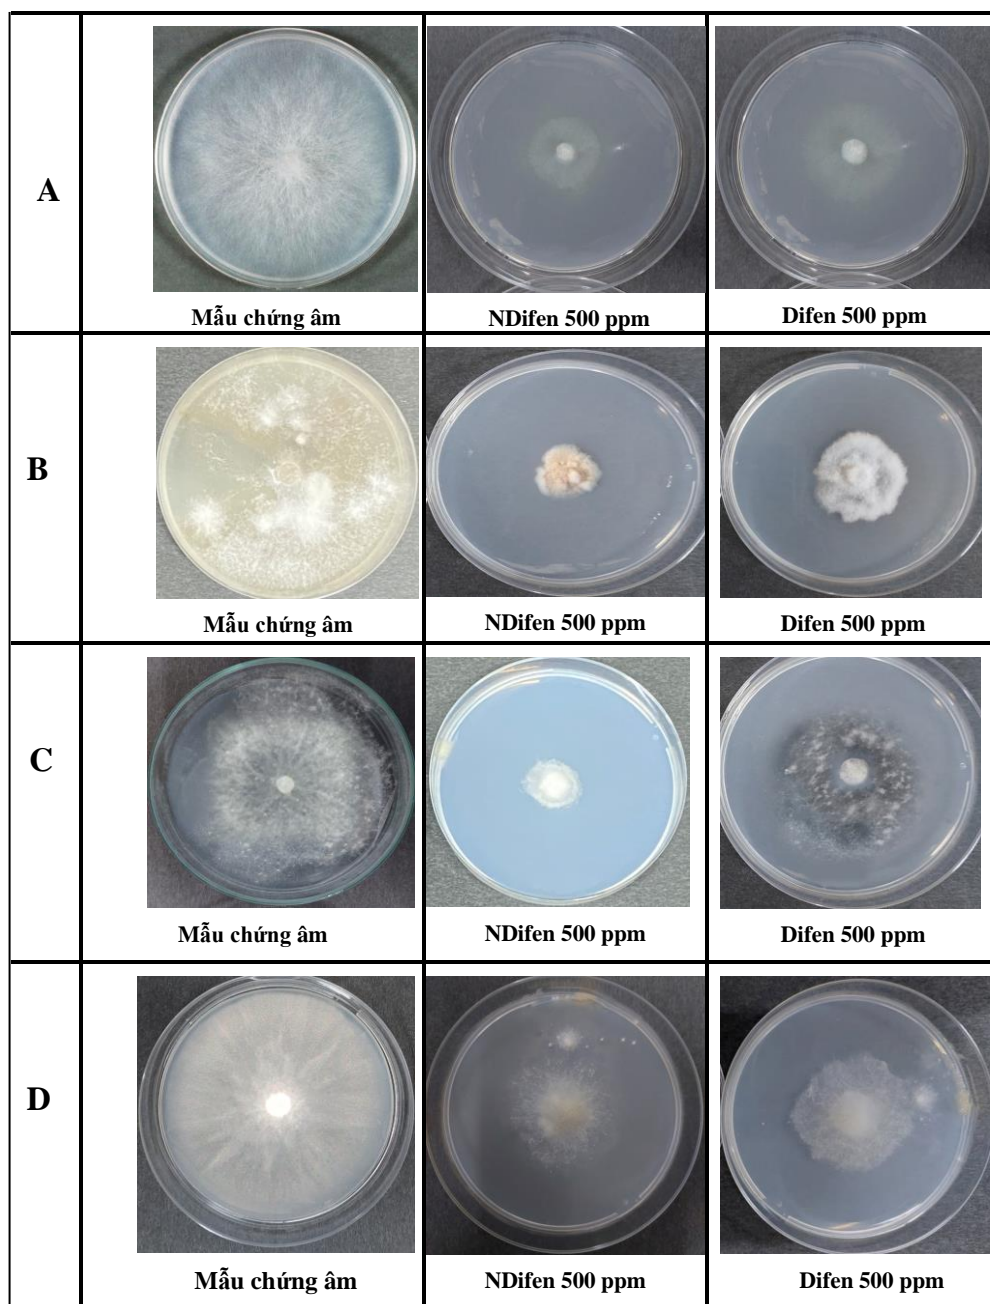 A
Mẫu chứng âm
NDifen 500 ppm
Difen 500 ppm
B
Mẫu chứng âm
NDifen 500 ppm
Difen 500 ppm
C
Mẫu chứng âm
NDifen 500 ppm
Difen 500 ppm
D
Mẫu chứng âm
NDifen 500 ppm
Difen 500 ppm